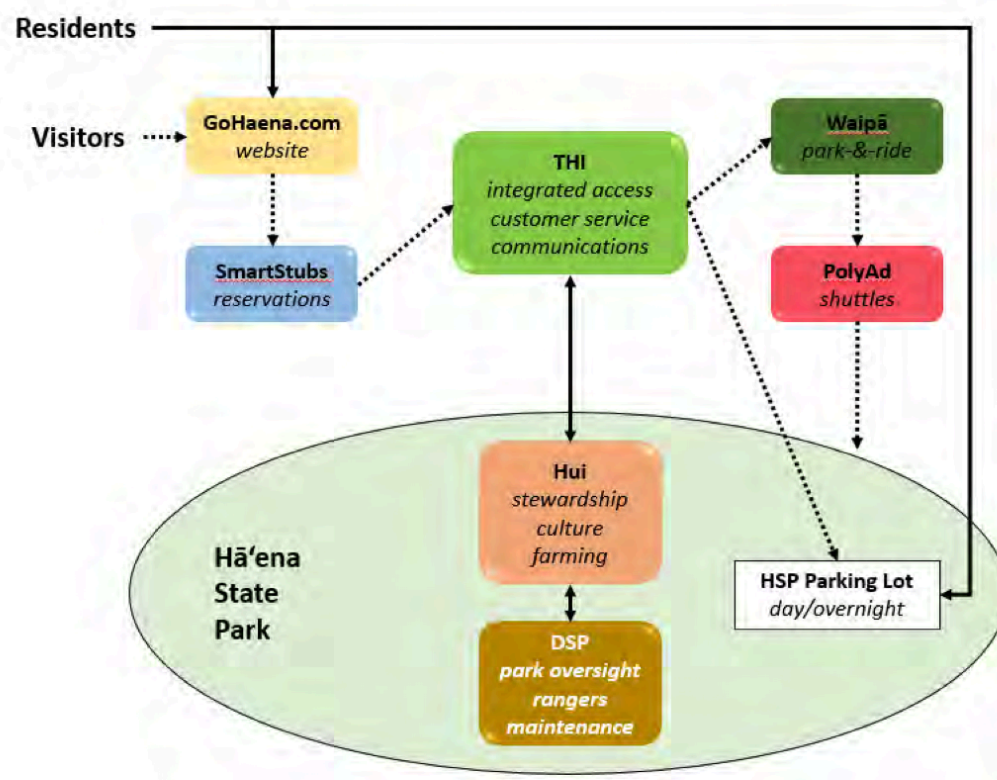 Residents
Visitors
GoHaena.com
website
SmartStubs
reservations
THI
integrated access
customer service
communications
Waipā
park-&-ride
PolyAd
shuttles
Hui
stewardship
culture
farming
Hāʻena
State
Park
HSP Parking Lot
day/overnight
DSP
park oversight
rangers
maintenance